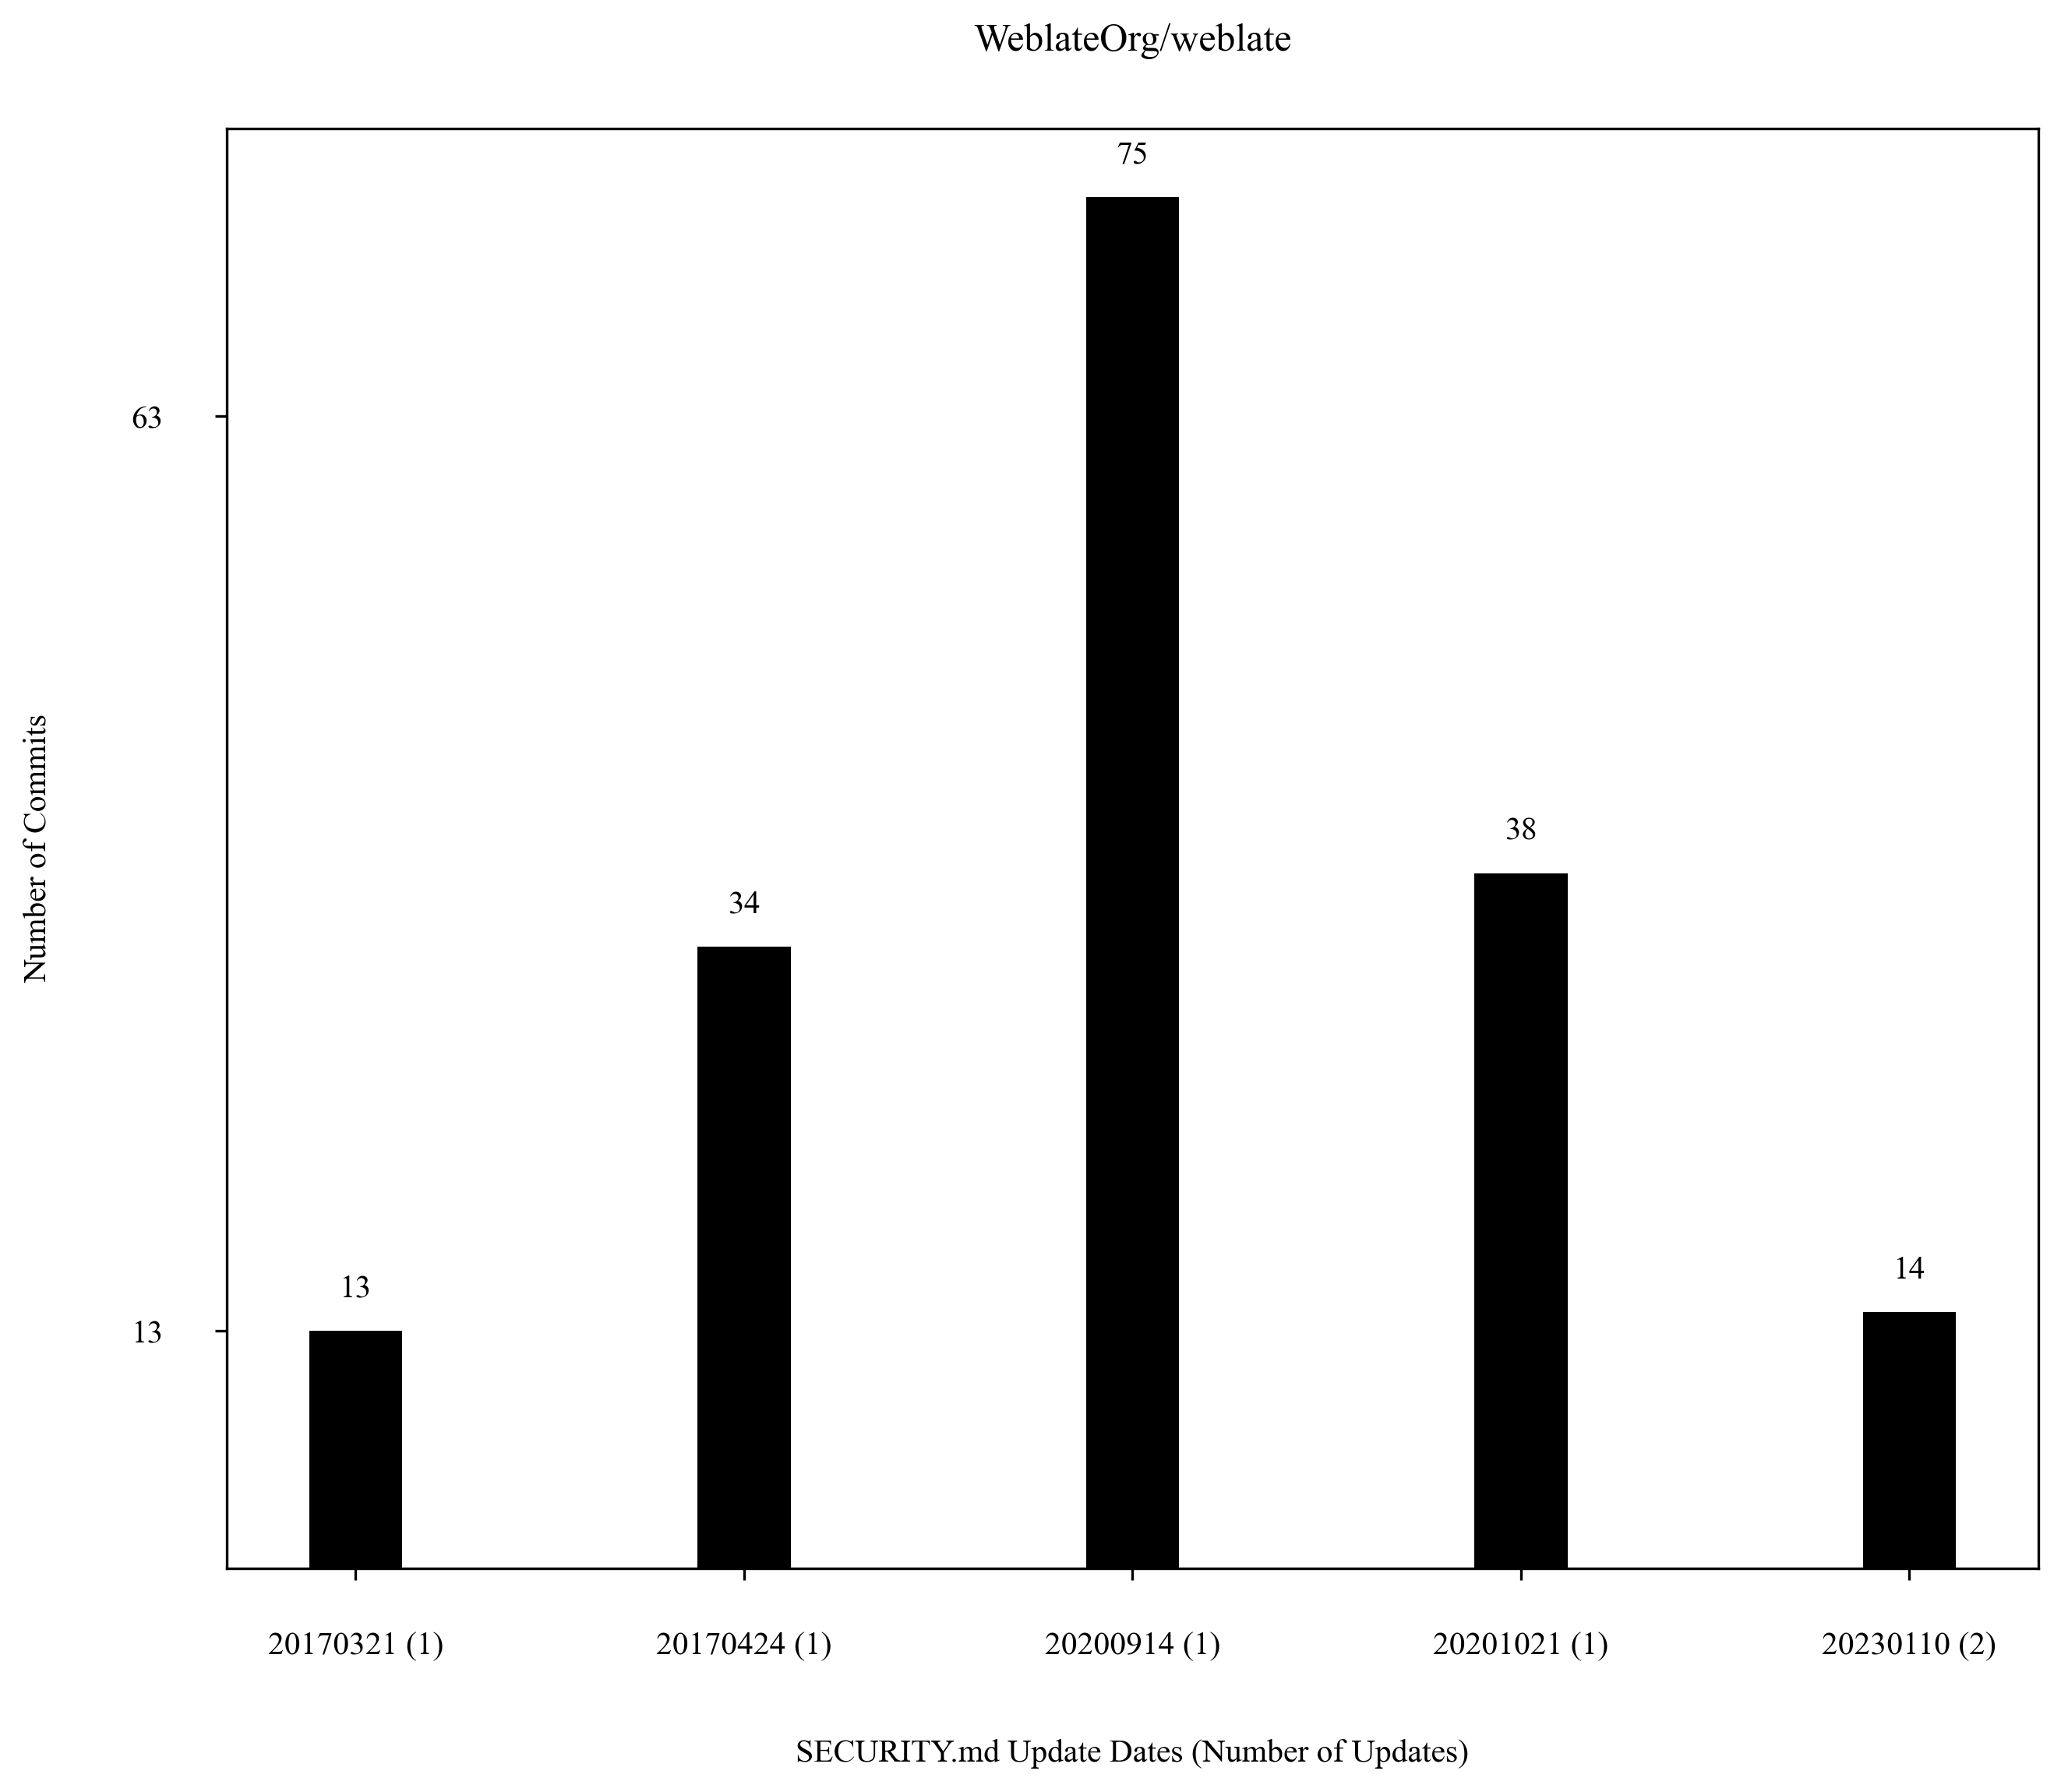 WeblateOrg/weblate
75
63
38
34
14
13
13
Number of Commits
20170321 (1) 20170424 (1) 20200914 (1) 20201021 (1) 20230110 (2)
SECURITY.md Update Dates (Number of Updates)